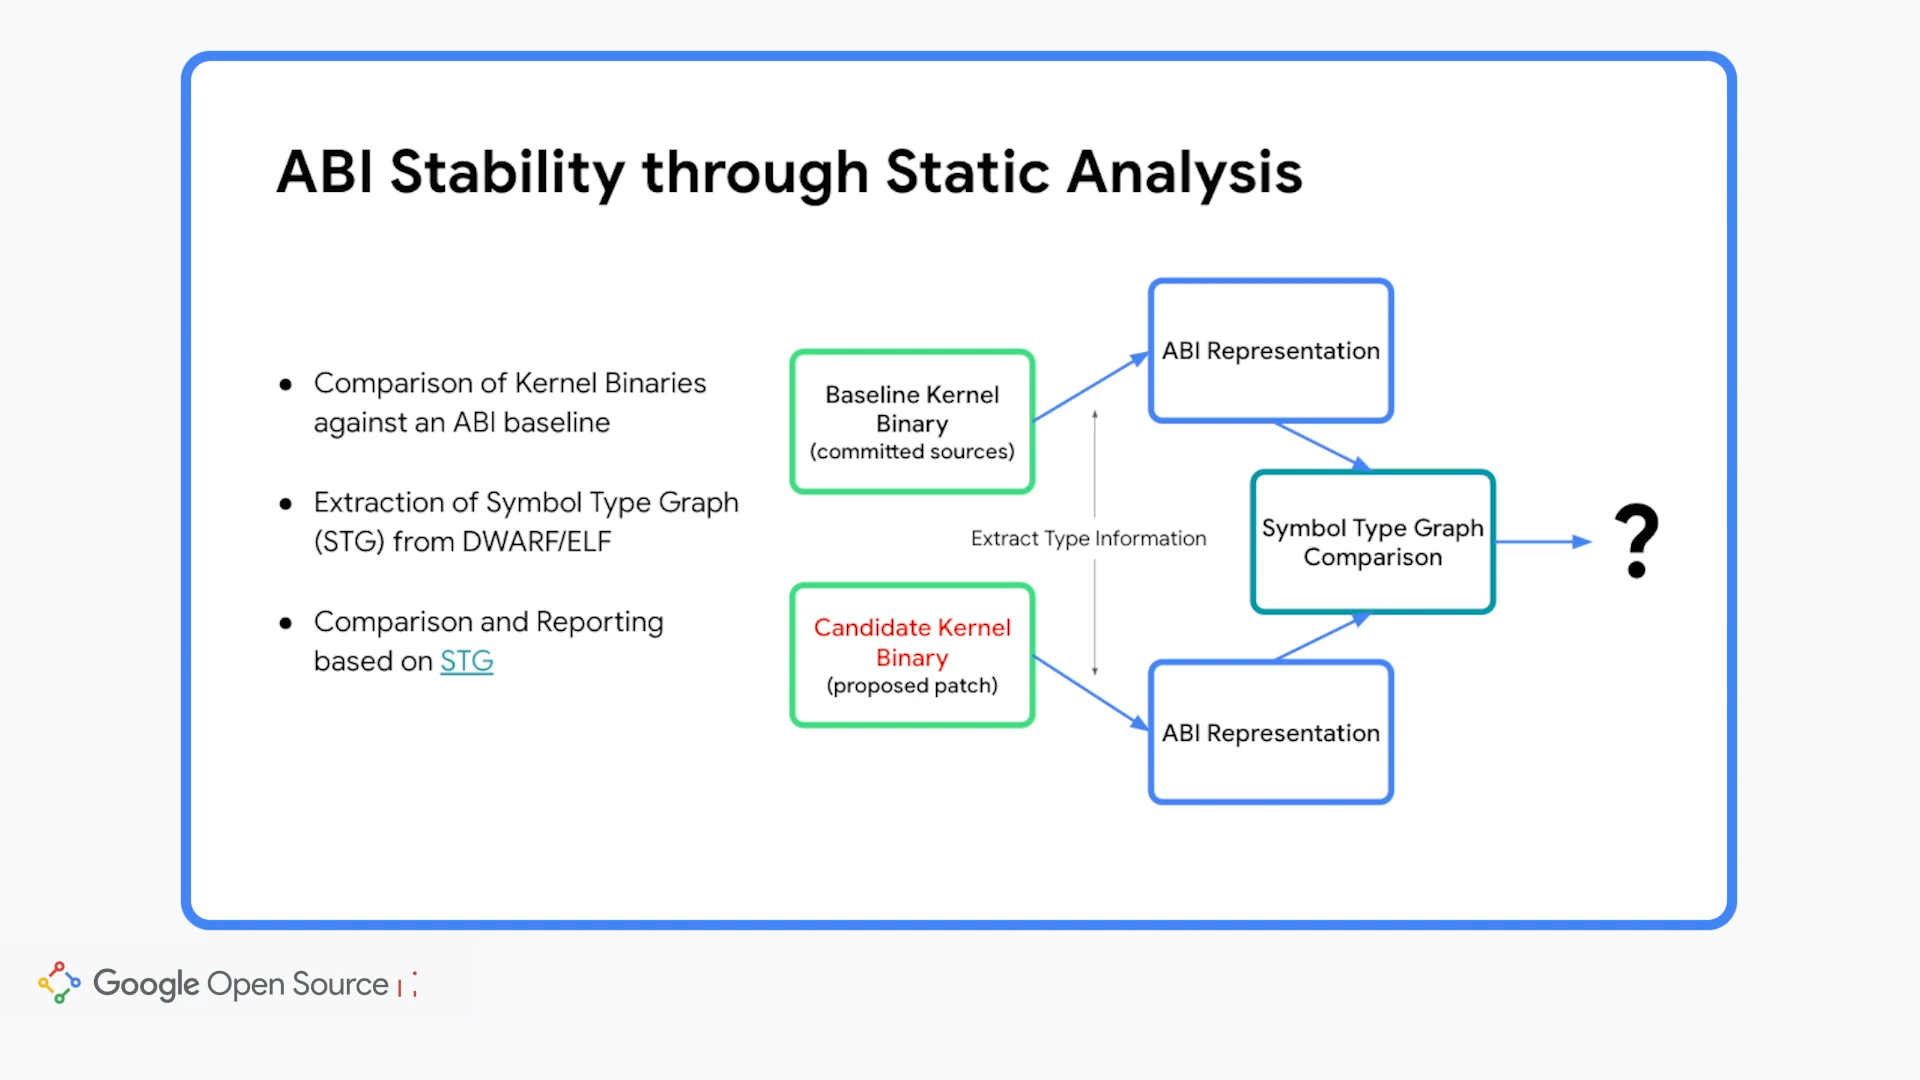 ABI Stability through Static Analysis
● Comparison of Kernel Binaries
against an ABI baseline
● Extraction of Symbol Type Graph
(STG) from DWARF/ELF
● Comparison and Reporting
based on STG
Baseline Kernel
Binary
(committed sources)
ABI Representation
Extract Type Information
Symbol Type Graph
Comparison
?
Candidate Kernel
Binary
(proposed patch)
ABI Representation
Google Open Source